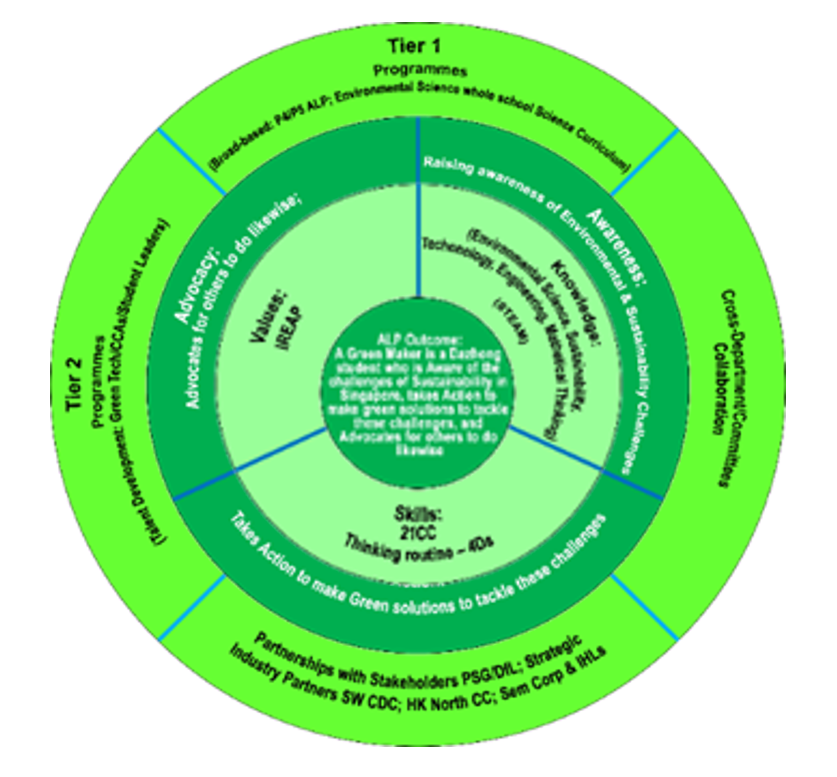 Tier 1
Programmes
(Broad-based: P4/P5 ALP; Environmental Science whole school Science Curriculum)
Cross-Department/Committees
Collaboration
Partnerships with Stakeholders PSG/DfL; Strategic
Industry Partners SW CDC; HK North CC; Sem Corp & IHLs
Tier 2
Programmes
(Talent Development: Green Tech/CCAs/Student Leaders)
Awareness:
Raising awareness of Environmental & Sustainability Challenges
Takes Action to make Green solutions to tackle these challenges
Advocacy:
Advocates for others to do likewise;
Knowledge:
(Environmental Science, Sustainability,
Technology, Engineering, Thinking)
(STEAM)
Skills:
21CC
Thinking routine – 4Ds
Values:
IREAP
ALP Outcome:
A Green Maker is a Dazhong
student who is Aware of the
challenges of Sustainability in
Singapore, takes Action to
make green solutions to tackle
these challenges, and
Advocates for others to do
likewise